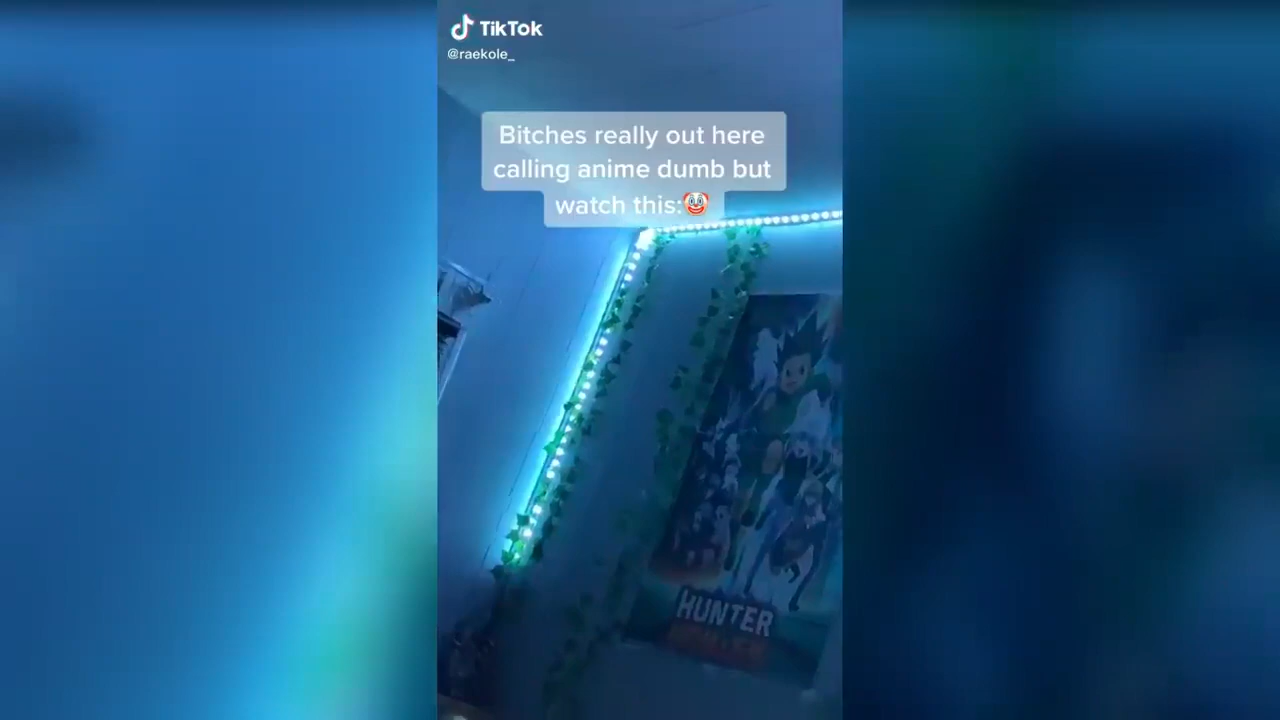 TikTok
@raekole_
Bitches really out here
calling anime dumb but
watch this:🤡
HUNTER